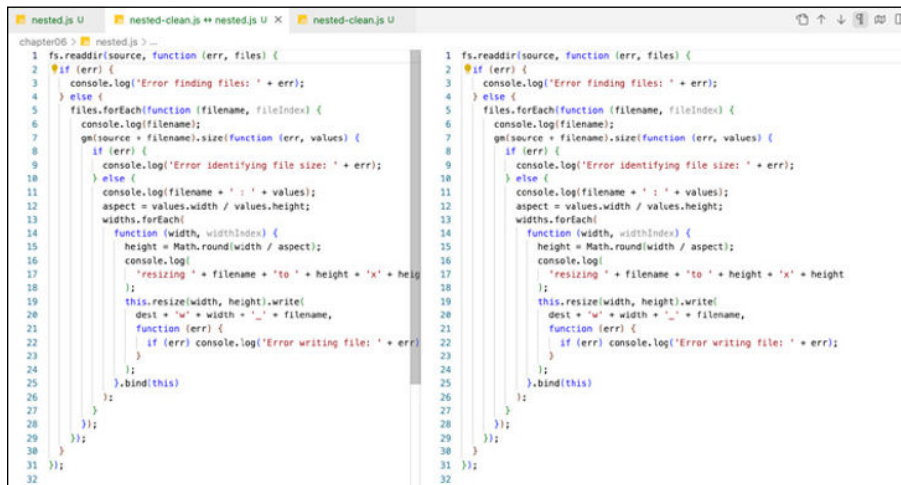 nested.js U
nested-clean.js ↔ nested.js U ×
nested-clean.js U
chapter06 > nested.js > ...
1 fs.readdir(source, function (err, files) {
2 if (err) {
3 console.log('Error finding files: ' + err);
4 } else {
5 files.forEach(function (filename, fileIndex) {
6 console.log(filename);
7 gm(source + filename).size(function (err, values) {
8 if (err) {
9 console.log('Error identifying file size: ' + err);
10 } else {
11 console.log(filename + ' : ' + values);
12 aspect = values.width / values.height;
13 widths.forEach(
14 function (width, widthIndex) {
15 height = Math.round(width / aspect);
16 console.log(
17 'resizing ' + filename + 'to ' + height + 'x' + heig
18 );
19 this.resize(width, height).write(
20 dest + 'w' + width + '_' + filename,
21 function (err) {
22 if (err) console.log('Error writing file: ' + err)
23 }
24 );
25 }.bind(this)
26 );
27 }
28 });
29 });
30 }
31 });
32
1 fs.readdir(source, function (err, files) {
2 if (err) {
3 console.log('Error finding files: ' + err);
4 } else {
5 files.forEach(function (filename, fileIndex) {
6 console.log(filename);
7 gm(source + filename).size(function (err, values) {
8 if (err) {
9 console.log('Error identifying file size: ' + err);
10 } else {
11 console.log(filename + ' : ' + values);
12 aspect = values.width / values.height;
13 widths.forEach(
14 function (width, widthIndex) {
15 height = Math.round(width / aspect);
16 console.log(
17 'resizing ' + filename + 'to ' + height + 'x' + height
18 );
19 this.resize(width, height).write(
20 dest + 'w' + width + '_' + filename,
21 function (err) {
22 if (err) console.log('Error writing file: ' + err);
23 }
24 );
25 }.bind(this)
26 );
27 }
28 });
29 });
30 }
31 });
32